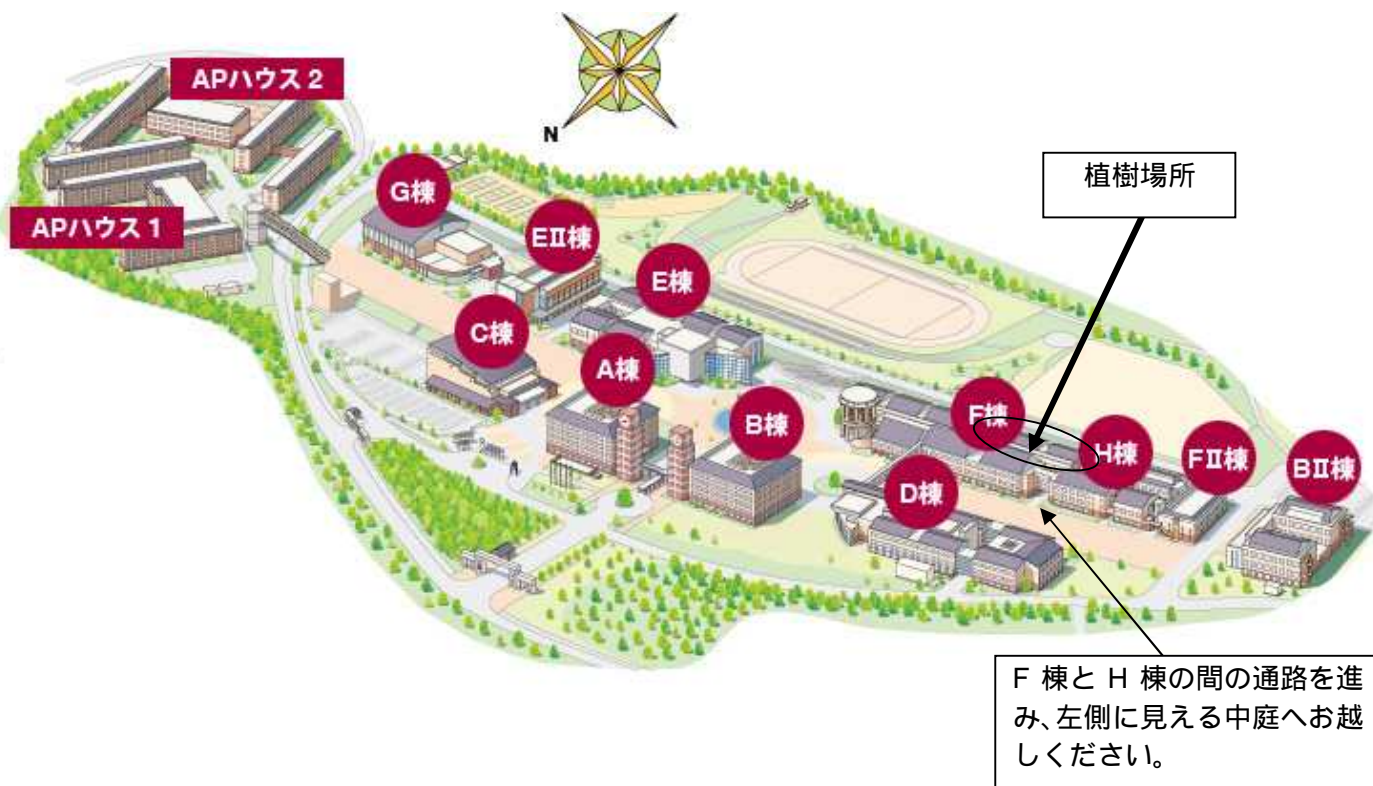 APハウス 2
N
植樹場所
G棟
APハウス 1
EⅡ棟
E棟
C棟
A棟
B棟
F棟
H棟
FⅡ棟
BⅡ棟
D棟
F 棟と H 棟の間の通路を進
み、左側に見える中庭へお越
しください。